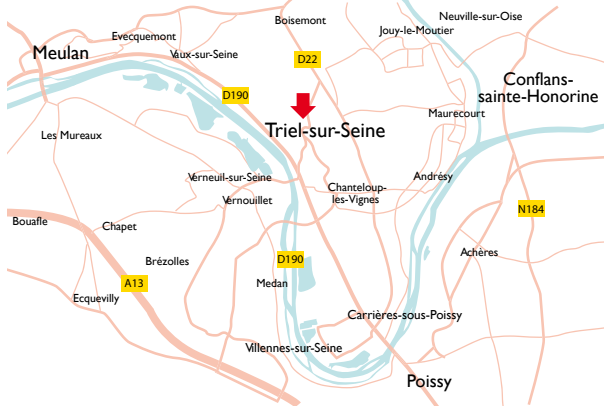 Neuville-sur-Oise
Boisemont
Jouy-le-Moutier
Evecquemont
Meulan
Vaux-sur-Seine
D22
Conflans-
sainte-Honorine
D190
Maurecourt
Triel-sur-Seine
Les Mureaux
Verneuil-sur-Seine
Andrésy
Chanteloup-
les-Vignes
Vernouillet
N184
Bouafle
Chapet
Achères
Brézolles
D190
A13
Medan
Ecquevilly
Carrières-sous-Poissy
Villennes-sur-Seine
Poissy